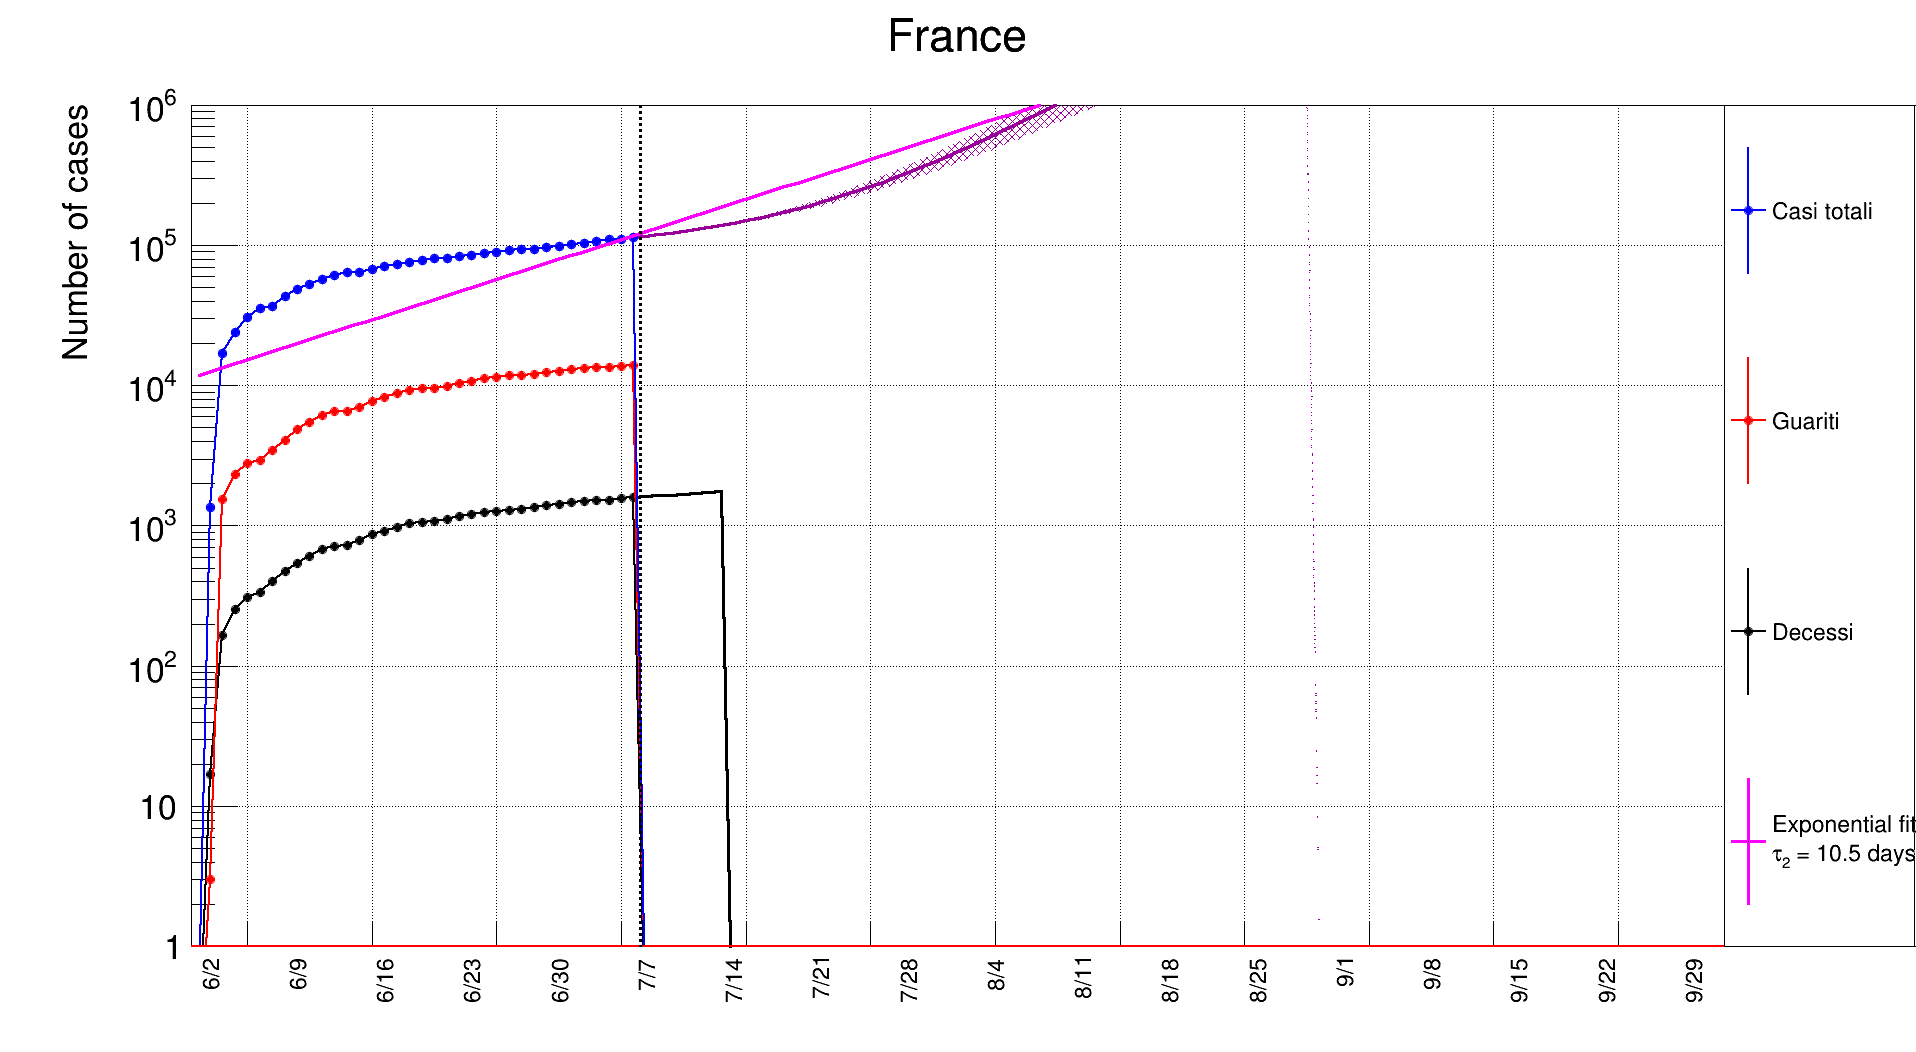 France
Number of cases
10^6
10^5
10^4
10^3
10^2
10
1
6/2 6/9 6/16 6/23 6/30 7/7 7/14 7/21 7/28 8/4 8/11 8/18 8/25 9/1 9/8 9/15 9/22 9/29
Casi totali
Guariti
Decessi
Exponential fit
τ₂ = 10.5 days